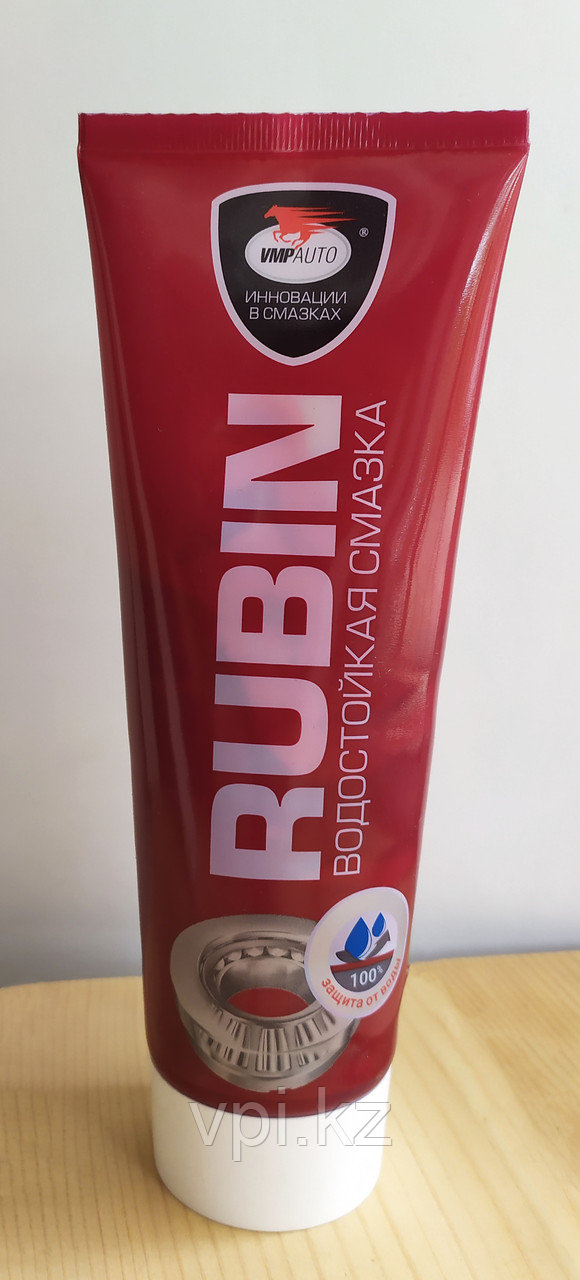 VMPAUTO
®
ИННОВАЦИИ
В СМАЗКАХ
RUBIN
ВОДОСТОЙКАЯ СМАЗКА
100%
защита от воды
vpi.kz